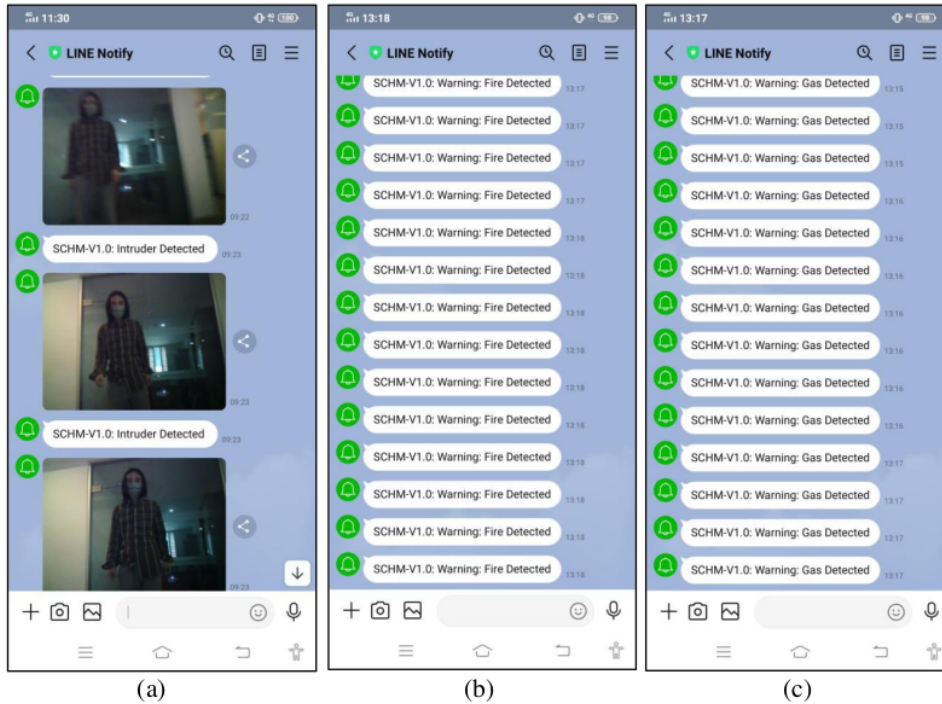 11:30
4G
100
LINE Notify
09:22
SCHM-V1.0: Intruder Detected
09:23
09:23
SCHM-V1.0: Intruder Detected
09:23
09:23
(a)
13:18
4G
98
LINE Notify
SCHM-V1.0: Warning: Fire Detected
13:17
SCHM-V1.0: Warning: Fire Detected
13:17
SCHM-V1.0: Warning: Fire Detected
13:17
SCHM-V1.0: Warning: Fire Detected
13:17
SCHM-V1.0: Warning: Fire Detected
13:18
SCHM-V1.0: Warning: Fire Detected
13:18
SCHM-V1.0: Warning: Fire Detected
13:18
SCHM-V1.0: Warning: Fire Detected
13:18
SCHM-V1.0: Warning: Fire Detected
13:18
SCHM-V1.0: Warning: Fire Detected
13:18
SCHM-V1.0: Warning: Fire Detected
13:18
SCHM-V1.0: Warning: Fire Detected
13:18
SCHM-V1.0: Warning: Fire Detected
13:18
SCHM-V1.0: Warning: Fire Detected
13:18
(b)
13:17
4G
98
LINE Notify
SCHM-V1.0: Warning: Gas Detected
13:15
SCHM-V1.0: Warning: Gas Detected
13:15
SCHM-V1.0: Warning: Gas Detected
13:15
SCHM-V1.0: Warning: Gas Detected
13:16
SCHM-V1.0: Warning: Gas Detected
13:16
SCHM-V1.0: Warning: Gas Detected
13:16
SCHM-V1.0: Warning: Gas Detected
13:16
SCHM-V1.0: Warning: Gas Detected
13:16
SCHM-V1.0: Warning: Gas Detected
13:16
SCHM-V1.0: Warning: Gas Detected
13:16
SCHM-V1.0: Warning: Gas Detected
13:17
SCHM-V1.0: Warning: Gas Detected
13:17
SCHM-V1.0: Warning: Gas Detected
13:17
SCHM-V1.0: Warning: Gas Detected
13:17
(c)